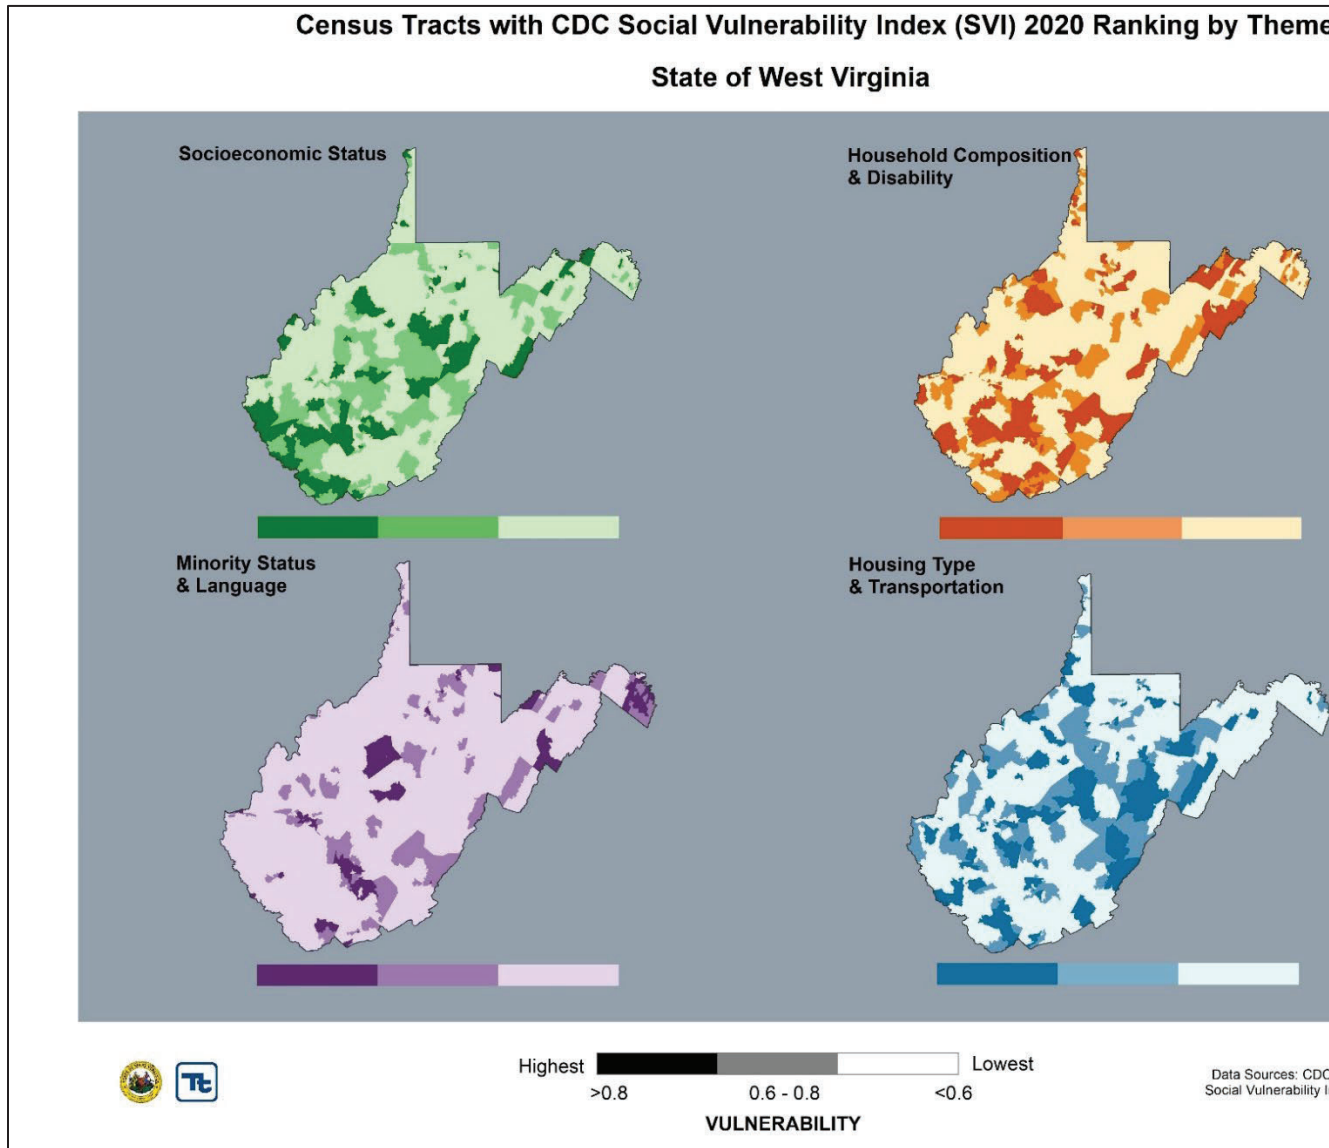 Census Tracts with CDC Social Vulnerability Index (SVI) 2020 Ranking by Theme
State of West Virginia
Socioeconomic Status
Household Composition
& Disability
Minority Status
& Language
Housing Type
& Transportation
Highest
Lowest
>0.8
0.6 - 0.8
<0.6
VULNERABILITY
Data Sources: CDC
Social Vulnerability I
Tt